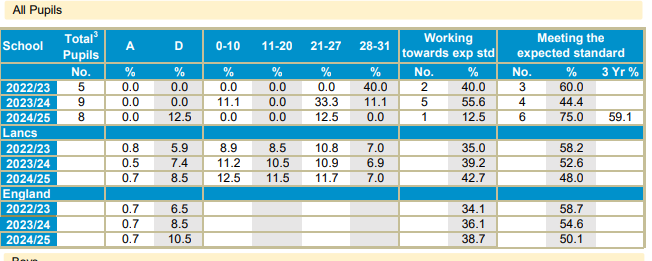 All Pupils
School Total3 Pupils A D 0-10 11-20 21-27 28-31 Working towards exp std Meeting the expected standard
No. % % % % % % No. % No. % 3 Yr %
2022/23 5 0.0 0.0 0.0 0.0 0.0 40.0 2 40.0 3 60.0
2023/24 9 0.0 0.0 11.1 0.0 33.3 11.1 5 55.6 4 44.4
2024/25 8 0.0 12.5 0.0 0.0 12.5 0.0 1 12.5 6 75.0 59.1
Lancs
2022/23 0.8 5.9 8.9 8.5 10.8 7.0 35.0 58.2
2023/24 0.5 7.4 11.2 10.5 10.9 6.9 39.2 52.6
2024/25 0.7 8.5 12.5 11.5 11.7 7.0 42.7 48.0
England
2022/23 0.7 6.5 34.1 58.7
2023/24 0.7 8.5 36.1 54.6
2024/25 0.7 10.5 38.7 50.1